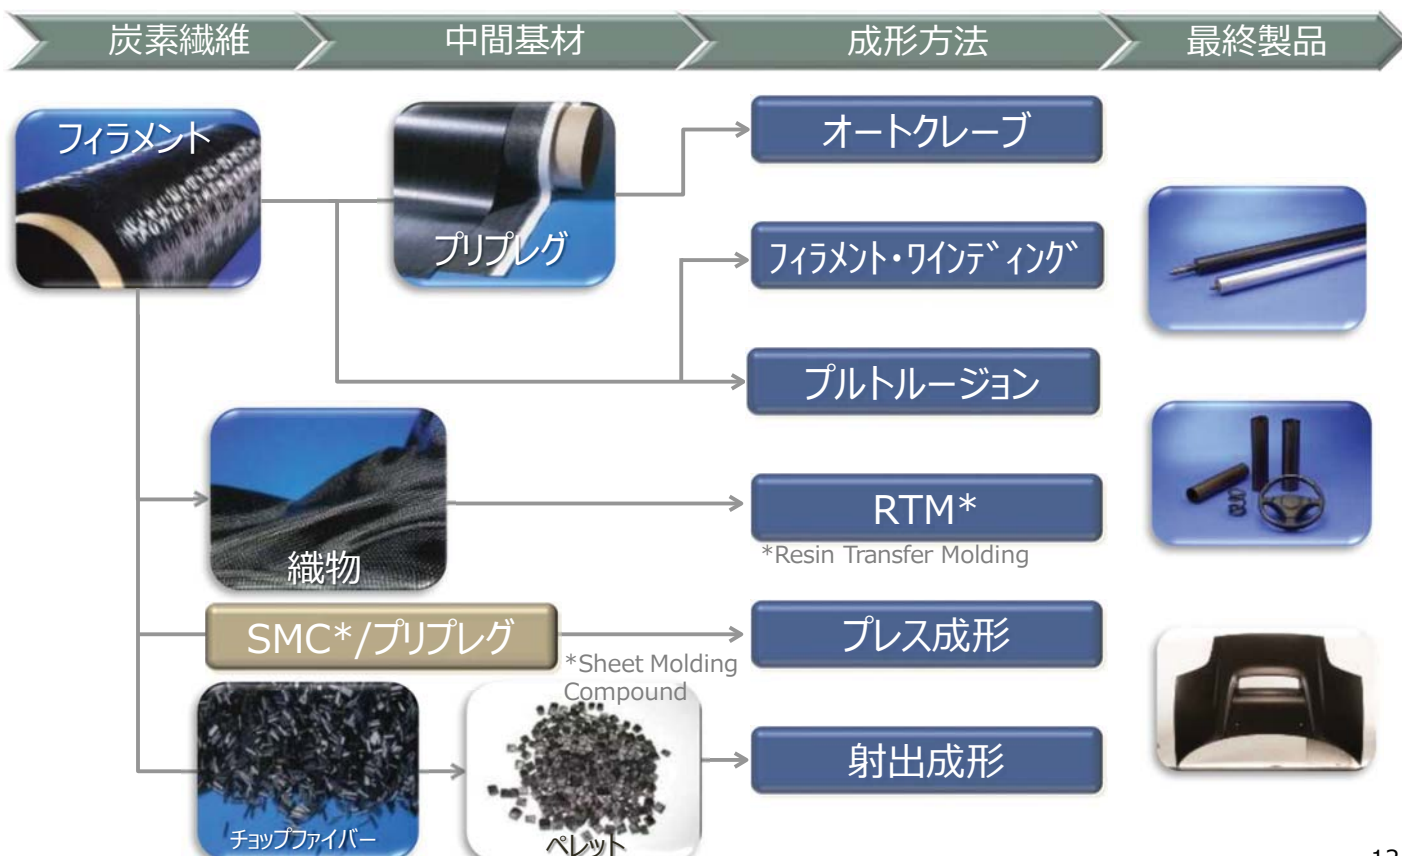 炭素繊維
中間基材
成形方法
最終製品
フィラメント
プリプレグ
オートクレーブ
フィラメント・ワインディング
プルトルージョン
織物
RTM*
*Resin Transfer Molding
SMC*/プリプレグ
*Sheet Molding
Compound
プレス成形
チョップファイバー
ペレット
射出成形